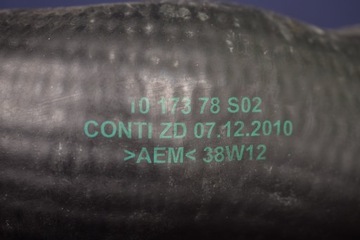 10 173 78 S02
CONTI ZD 07.12.2010
>AEM< 38W12